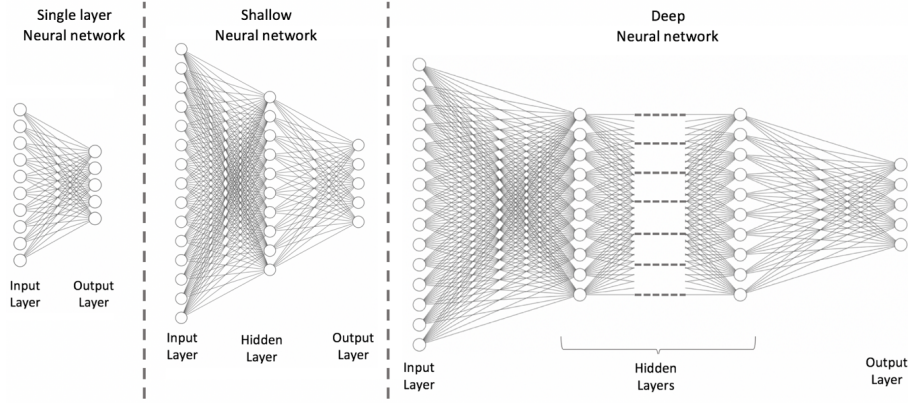 Single layer
Neural network
Shallow
Neural network
Deep
Neural network
Input
Layer
Output
Layer
Input
Layer
Hidden
Layer
Output
Layer
Input
Layer
Hidden
Layers
Output
Layer